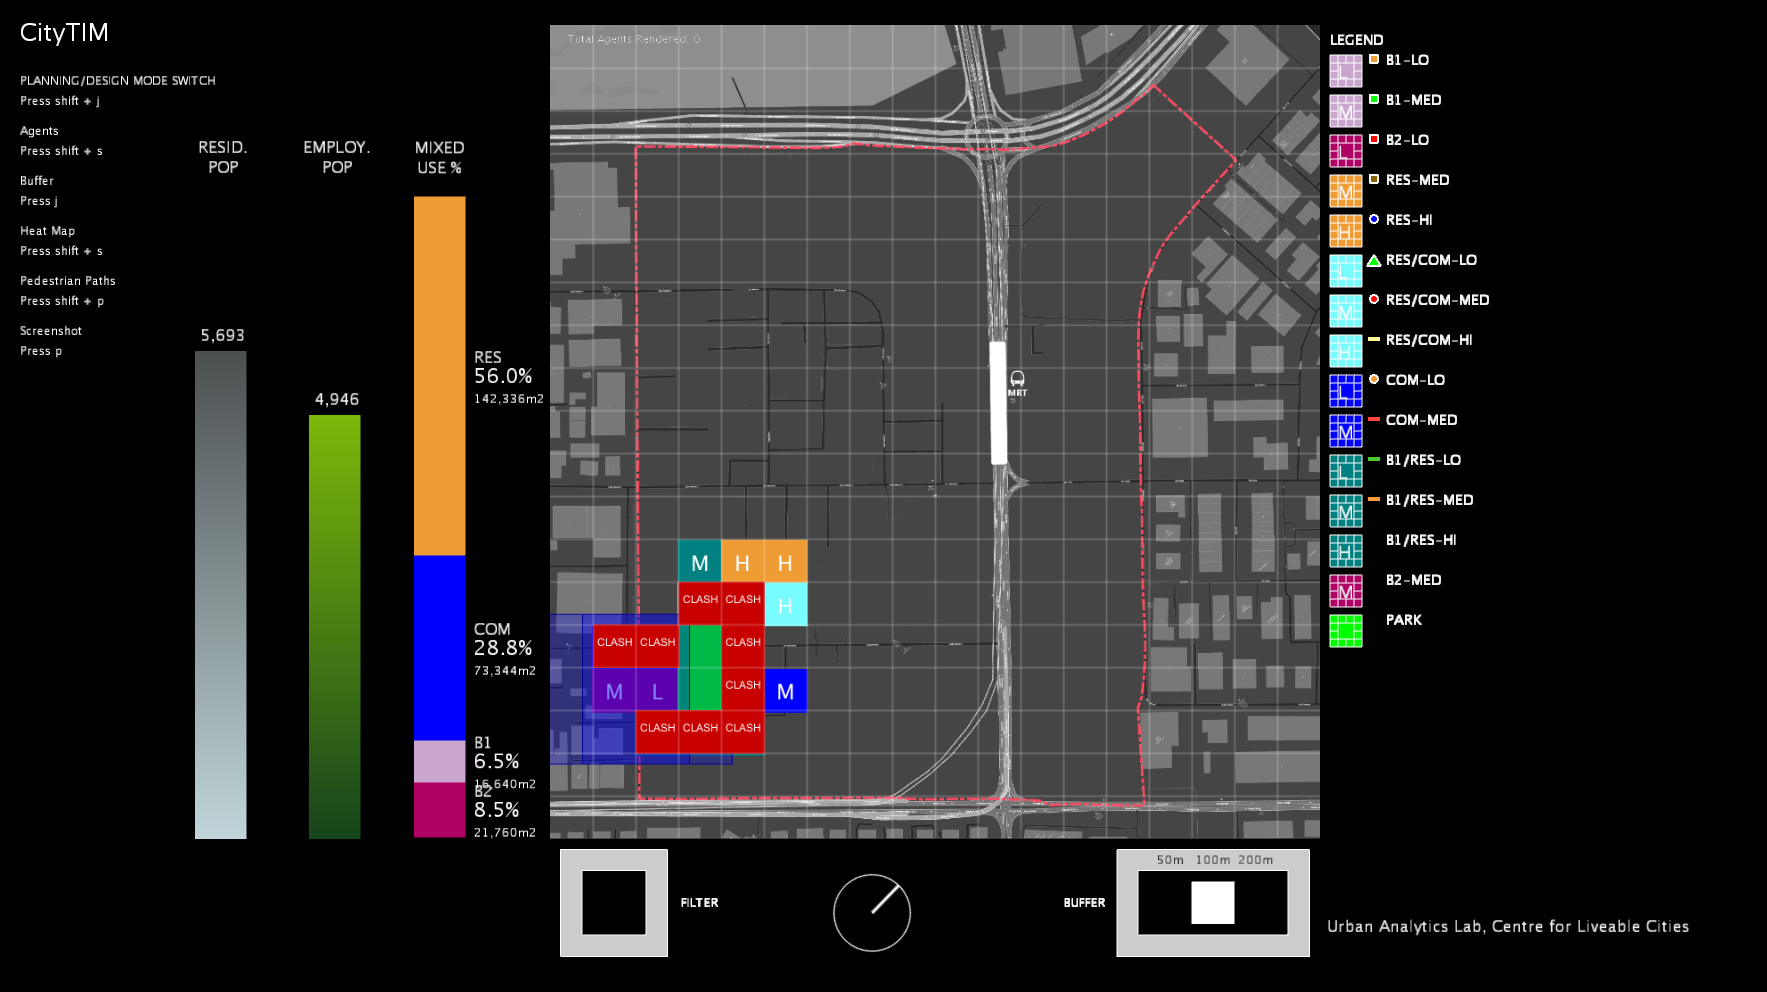 CityTIM
PLANNING/DESIGN MODE SWITCH
Press shift + j
Agents
Press shift + s
Buffer
Press j
Heat Map
Press shift + s
Pedestrian Paths
Press shift + p
Screenshot
Press p
RESID.
POP
5,693
EMPLOY.
POP
4,946
MIXED
USE %
RES
56.0%
142,336m2
COM
28.8%
73,344m2
B1
6.5%
16,640m2
B2
8.5%
21,760m2
Total Agents Rendered: 0
MRT
M H H
CLASH CLASH H
CLASH CLASH CLASH
M L CLASH M
CLASH CLASH CLASH
FILTER
BUFFER
50m 100m 200m
LEGEND
L B1-LO
M B1-MED
L B2-LO
M RES-MED
H RES-HI
L RES/COM-LO
M RES/COM-MED
H RES/COM-HI
L COM-LO
M COM-MED
L B1/RES-LO
M B1/RES-MED
H B1/RES-HI
M B2-MED
PARK
Urban Analytics Lab, Centre for Liveable Cities